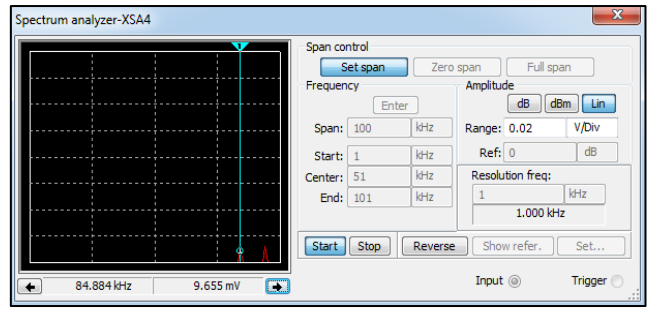 Spectrum analyzer-XSA4
X
1
Span control
Set span Zero span Full span
Frequency
Enter
Span: 100 kHz
Start: 1 kHz
Center: 51 kHz
End: 101 kHz
Amplitude
dB dBm Lin
Range: 0.02 V/Div
Ref: 0 dB
Resolution freq:
1 kHz
1.000 kHz
Start Stop Reverse Show refer. Set...
84.884 kHz 9.655 mV
Input Trigger